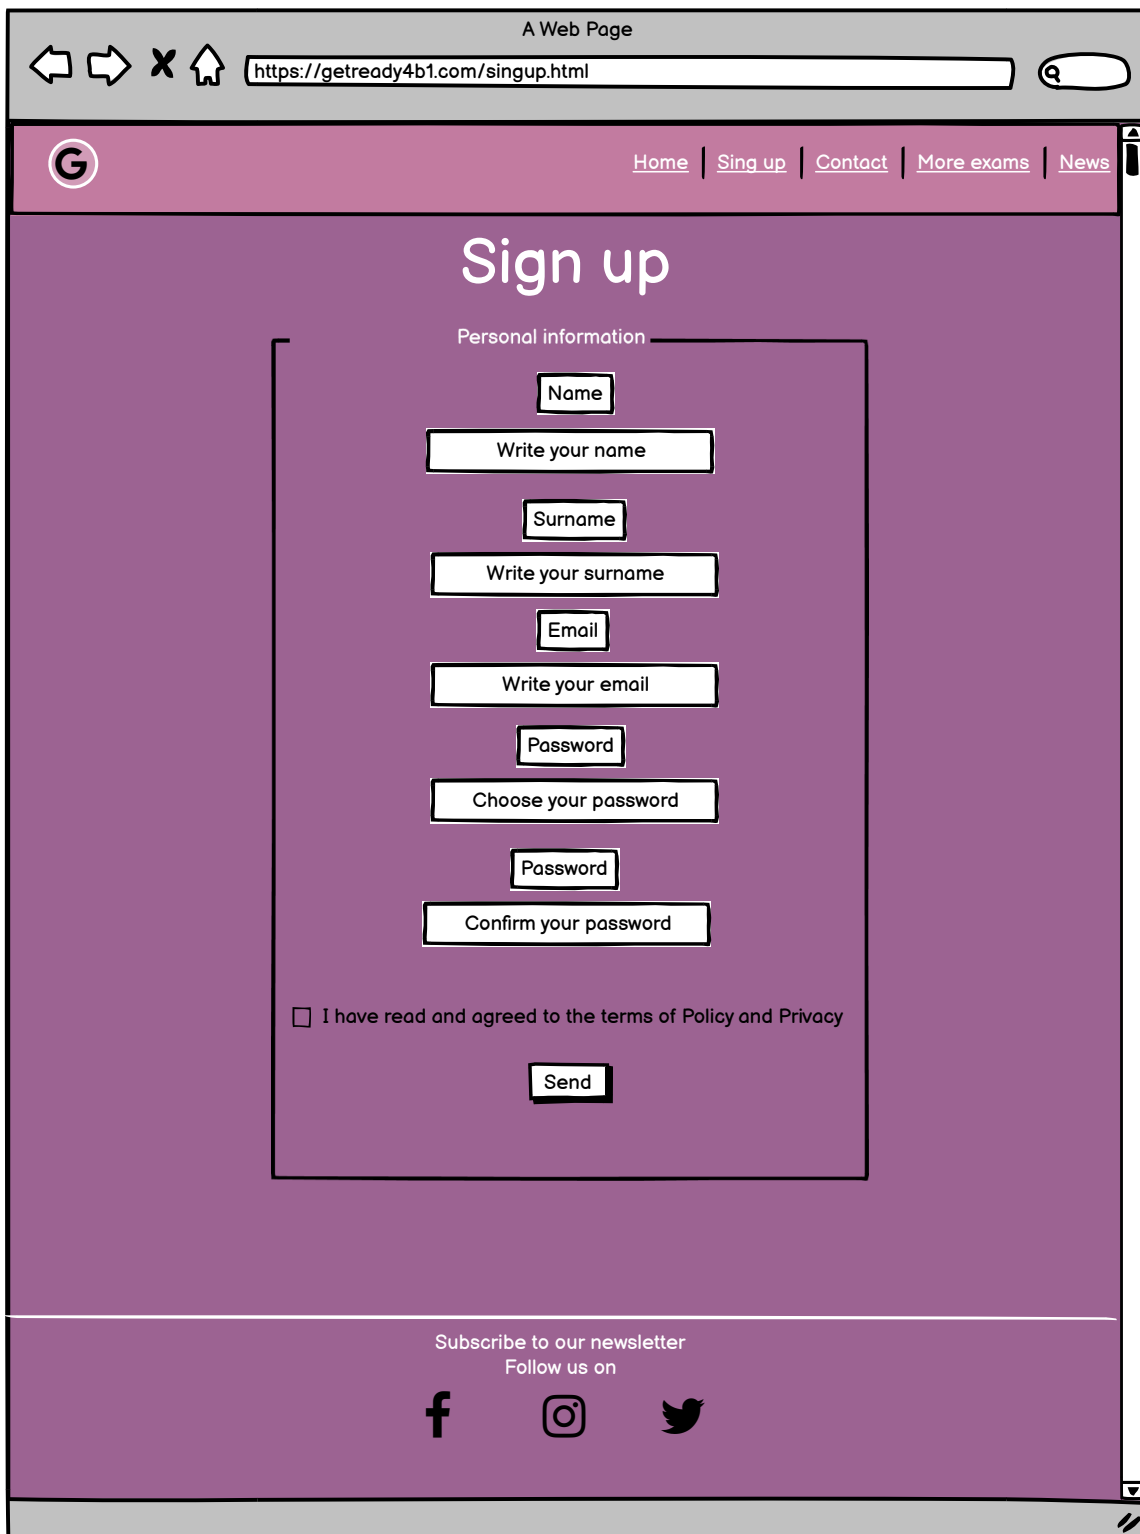 A Web Page
https://getready4b1.com/singup.html
G
Home Sing up Contact More exams News
Sign up
Personal information
Name
Write your name
Surname
Write your surname
Email
Write your email
Password
Choose your password
Password
Confirm your password
I have read and agreed to the terms of Policy and Privacy
Send
Subscribe to our newsletter
Follow us on